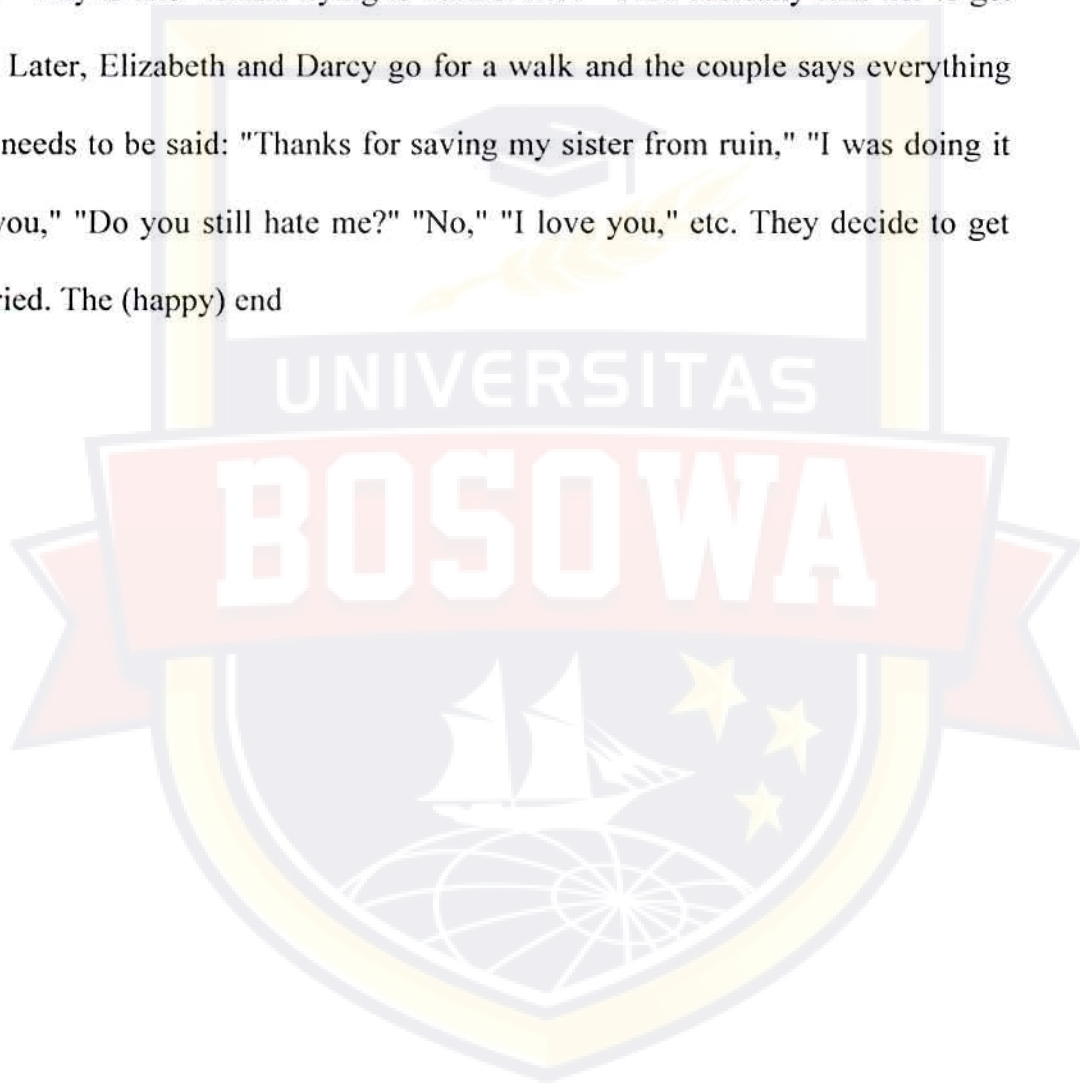 Later, Elizabeth and Darcy go for a walk and the couple says everything
needs to be said: "Thanks for saving my sister from ruin," "I was doing it
you," "Do you still hate me?" "No," "I love you," etc. They decide to get
The (happy) end
UNIVERSITAS
BOSOWA